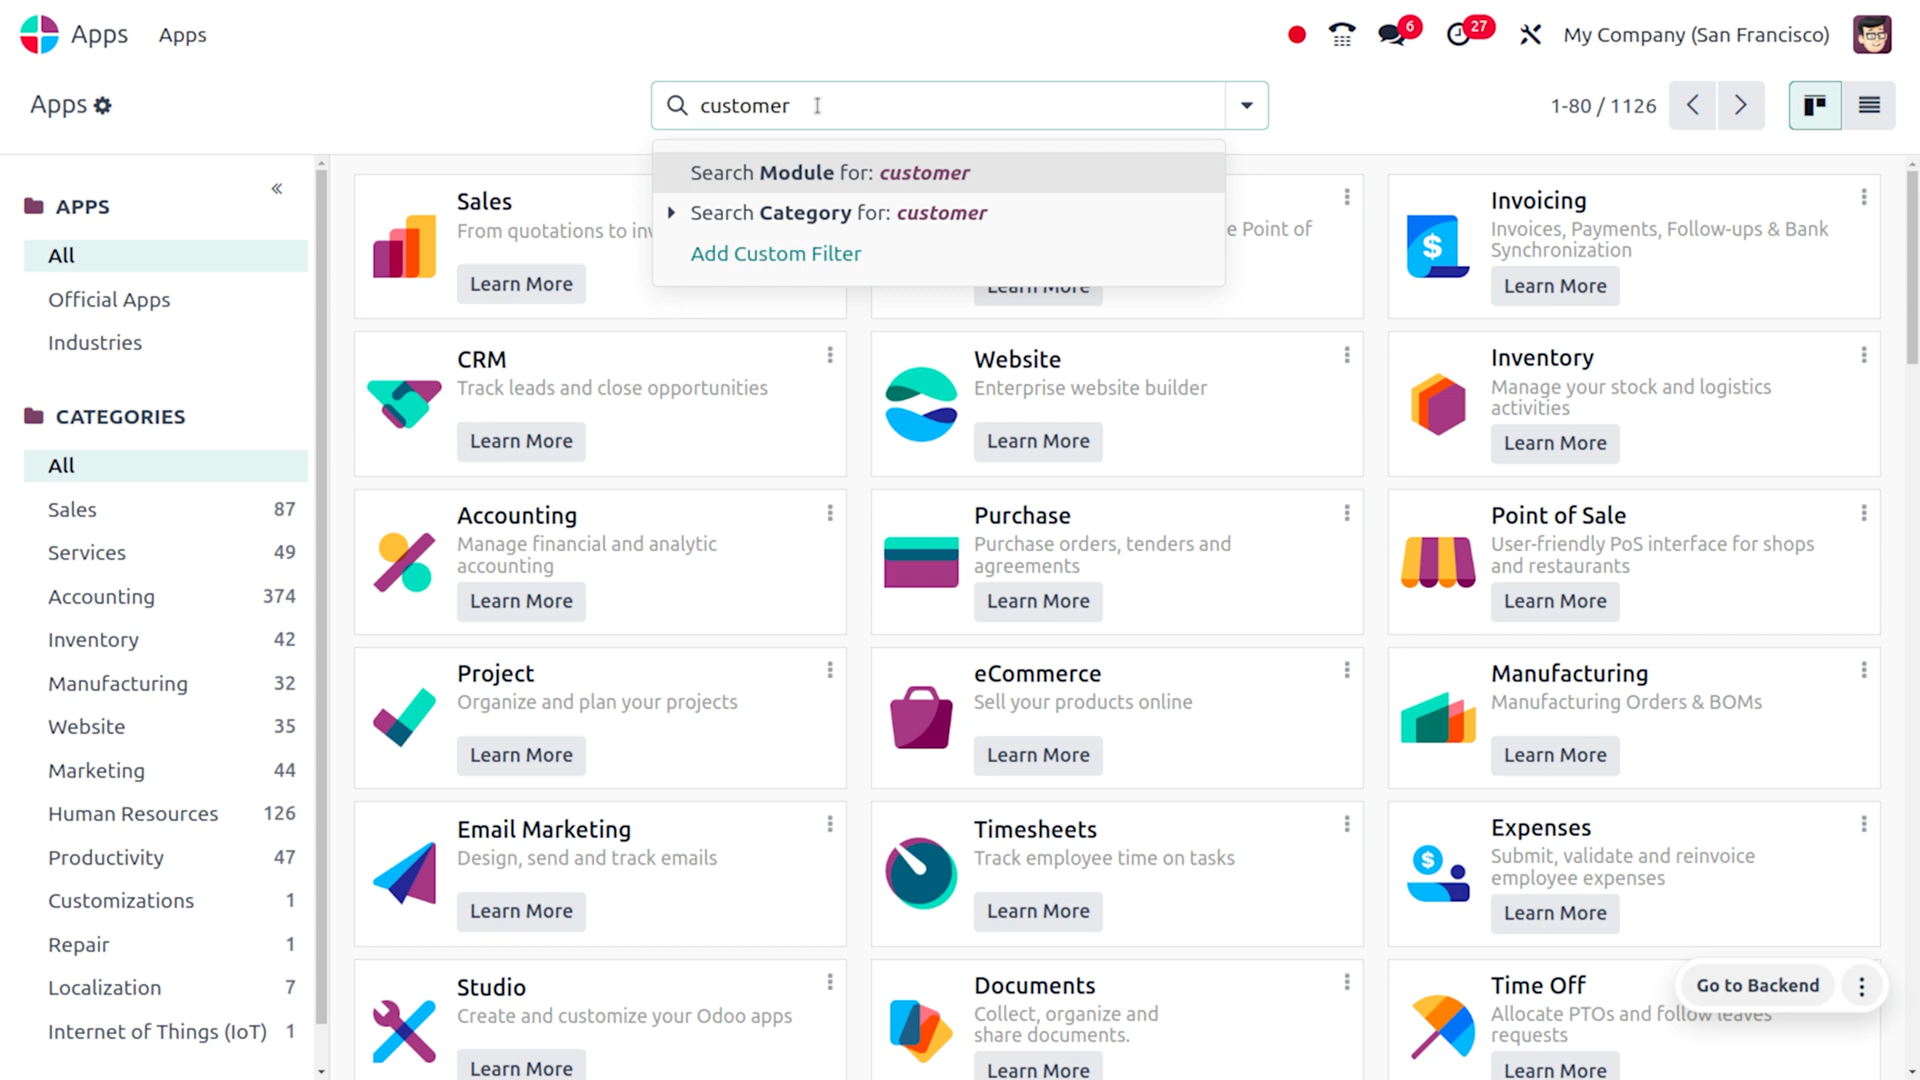 Apps Apps 6 27 My Company (San Francisco)
Apps customer 1-80 / 1126
Search Module for: customer
Search Category for: customer
Add Custom Filter
APPS
All
Official Apps
Industries
CATEGORIES
All
Sales 87
Services 49
Accounting 374
Inventory 42
Manufacturing 32
Website 35
Marketing 44
Human Resources 126
Productivity 47
Customizations 1
Repair 1
Localization 7
Internet of Things (IoT) 1
Sales
From quotations to inv
Learn More
e Point of
Learn More
Invoicing
Invoices, Payments, Follow-ups & Bank
Synchronization
Learn More
CRM
Track leads and close opportunities
Learn More
Website
Enterprise website builder
Learn More
Inventory
Manage your stock and logistics
activities
Learn More
Accounting
Manage financial and analytic
accounting
Learn More
Purchase
Purchase orders, tenders and
agreements
Learn More
Point of Sale
User-friendly PoS interface for shops
and restaurants
Learn More
Project
Organize and plan your projects
Learn More
eCommerce
Sell your products online
Learn More
Manufacturing
Manufacturing Orders & BOMs
Learn More
Email Marketing
Design, send and track emails
Learn More
Timesheets
Track employee time on tasks
Learn More
Expenses
Submit, validate and reinvoice
employee expenses
Learn More
Studio
Create and customize your Odoo apps
Learn More
Documents
Collect, organize and
share documents.
Learn More
Time Off
Allocate PTOs and follow leaves
requests
Learn More
Go to Backend